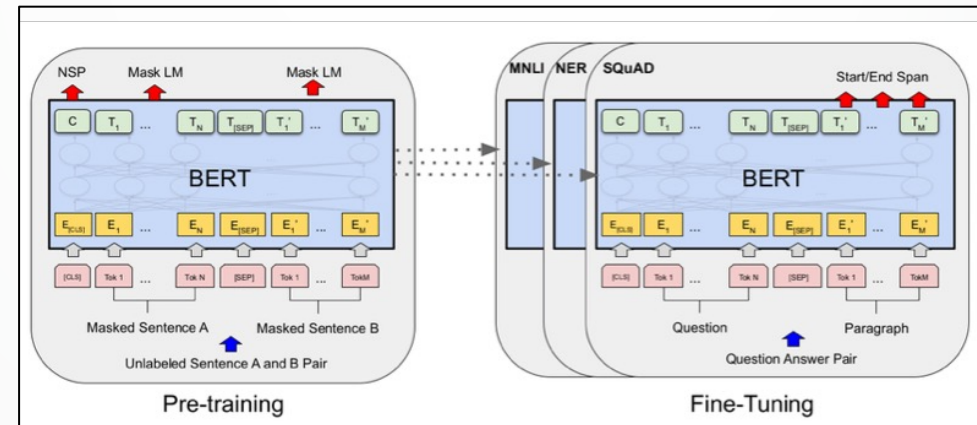 NSP Mask LM Mask LM
C T1 ... TN T[SEP] T1' ... TM'
BERT
E[CLS] E1 ... EN E[SEP] E1' ... EM'
[CLS] Tok 1 ... Tok N [SEP] Tok 1 ... TokM
Masked Sentence A Masked Sentence B
Unlabeled Sentence A and B Pair
Pre-training
MNLI NER SQuAD Start/End Span
C T1 ... TN T[SEP] T1' ... TM'
BERT
E[CLS] E1 ... EN E[SEP] E1' ... EM'
[CLS] Tok 1 ... Tok N [SEP] Tok 1 ... TokM
Question Paragraph
Question Answer Pair
Fine-Tuning